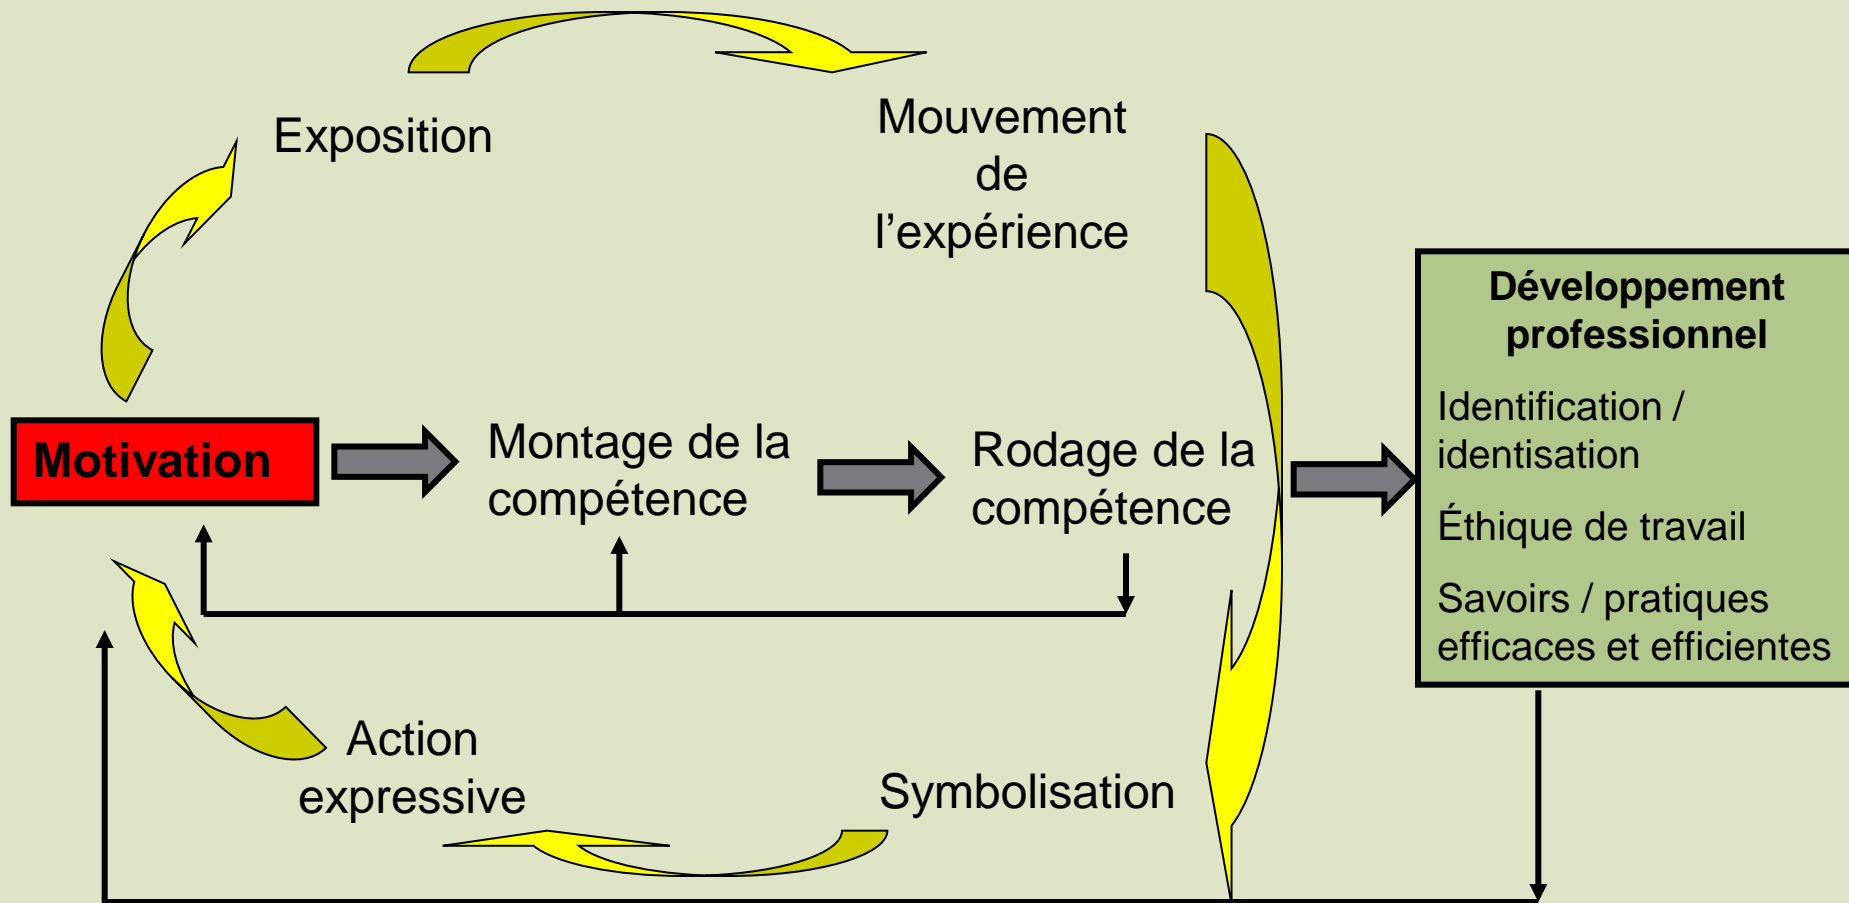 Exposition
Mouvement
de
l’expérience
Motivation
Montage de la
compétence
Rodage de la
compétence
Développement
professionnel
Identification /
identisation
Éthique de travail
Savoirs / pratiques
efficaces et efficientes
Action
expressive
Symbolisation